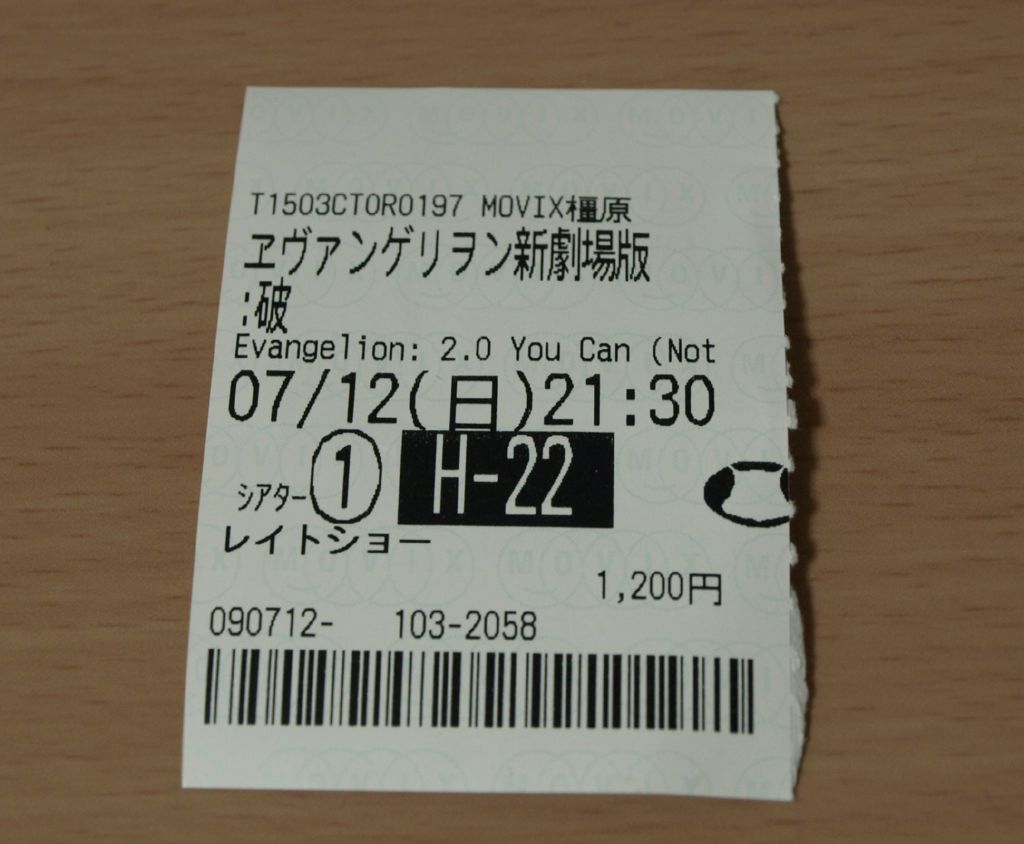 T1503CTOR0197 MOVIX橿原
ヱヴァンゲリヲン新劇場版
:破
Evangelion: 2.0 You Can (Not
07/12(日)21:30
シアター① H-22
レイトショー
1,200円
090712- 103-2058